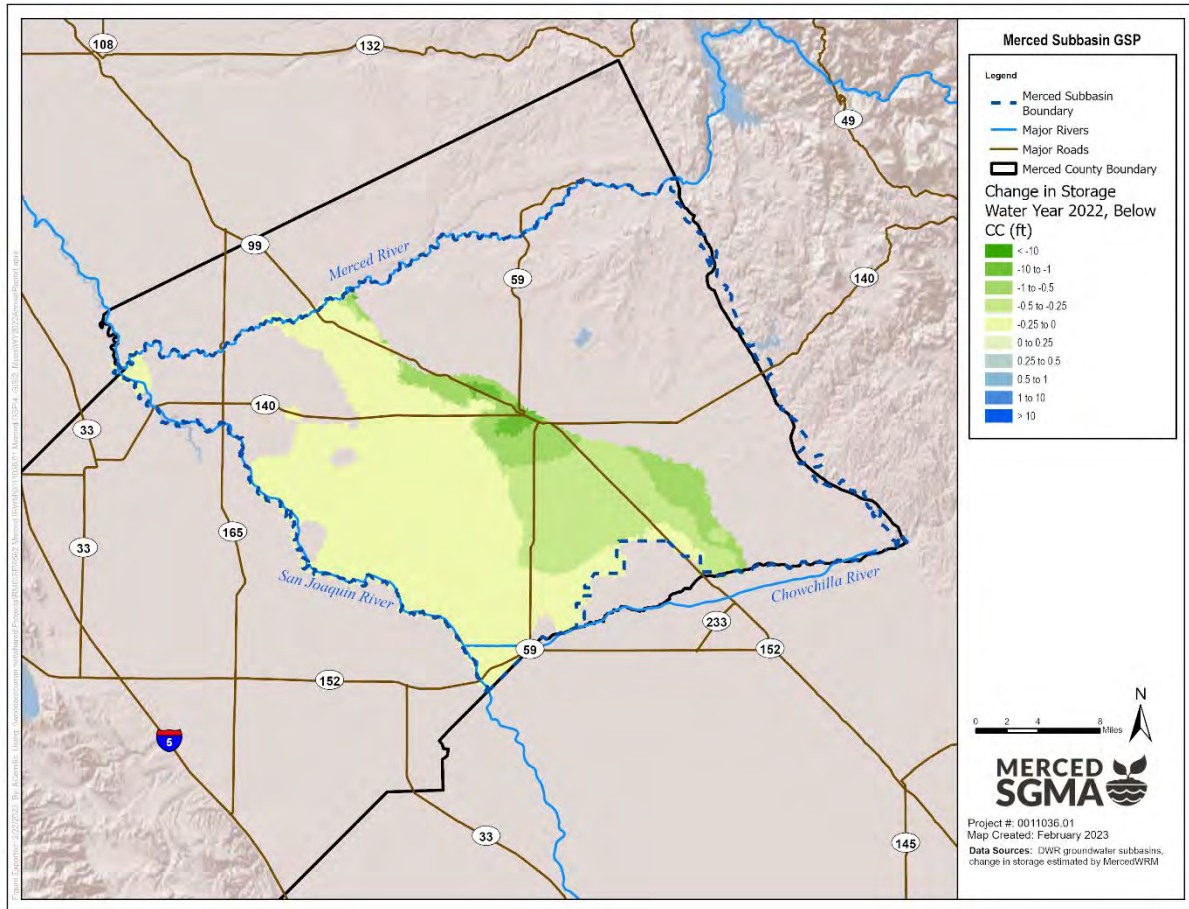 108
132
49
99
Merced River
59
140
140
33
165
33
San Joaquin River
Chowchilla River
233
59
152
152
5
33
145
Merced Subbasin GSP
Legend
Merced Subbasin
Boundary
Major Rivers
Major Roads
Merced County Boundary
Change in Storage
Water Year 2022, Below
CC (ft)
< -10
-10 to -1
-1 to -0.5
-0.5 to -0.25
-0.25 to 0
0 to 0.25
0.25 to 0.5
0.5 to 1
1 to 10
> 10
N
0 2 4 8
Miles
MERCED
SGMA
Project #: 0011036.01
Map Created: February 2023
Data Sources: DWR groundwater subbasins,
change in storage estimated by MercedWRM